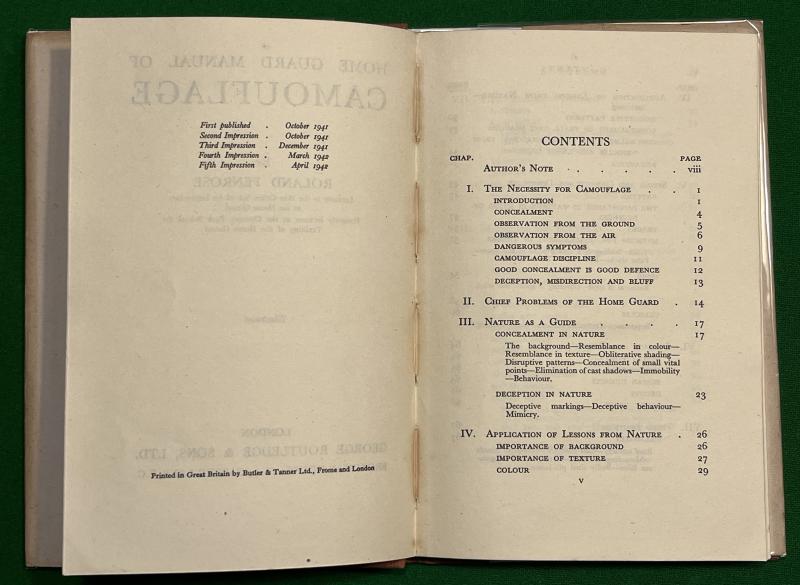 First published . October 1941
Second Impression . October 1941
Third Impression . December 1941
Fourth Impression . March 1942
Fifth Impression . April 1942
Printed in Great Britain by Butler & Tanner Ltd., Frome and London
CONTENTS
CHAP. PAGE
AUTHOR'S NOTE . . . . . . viii
I. THE NECESSITY FOR CAMOUFLAGE . . 1
INTRODUCTION 1
CONCEALMENT 4
OBSERVATION FROM THE GROUND 5
OBSERVATION FROM THE AIR 6
DANGEROUS SYMPTOMS 9
CAMOUFLAGE DISCIPLINE 11
GOOD CONCEALMENT IS GOOD DEFENCE 12
DECEPTION, MISDIRECTION AND BLUFF 13
II. CHIEF PROBLEMS OF THE HOME GUARD . 14
III. NATURE AS A GUIDE . . . . 17
CONCEALMENT IN NATURE 17
The background—Resemblance in colour—
Resemblance in texture—Obliterative shading—
Disruptive patterns—Concealment of small vital
points—Elimination of cast shadows—Immobility
—Behaviour.
DECEPTION IN NATURE 23
Deceptive markings—Deceptive behaviour—
Mimicry.
IV. APPLICATION OF LESSONS FROM NATURE . 26
IMPORTANCE OF BACKGROUND 26
IMPORTANCE OF TEXTURE 27
COLOUR 29
v